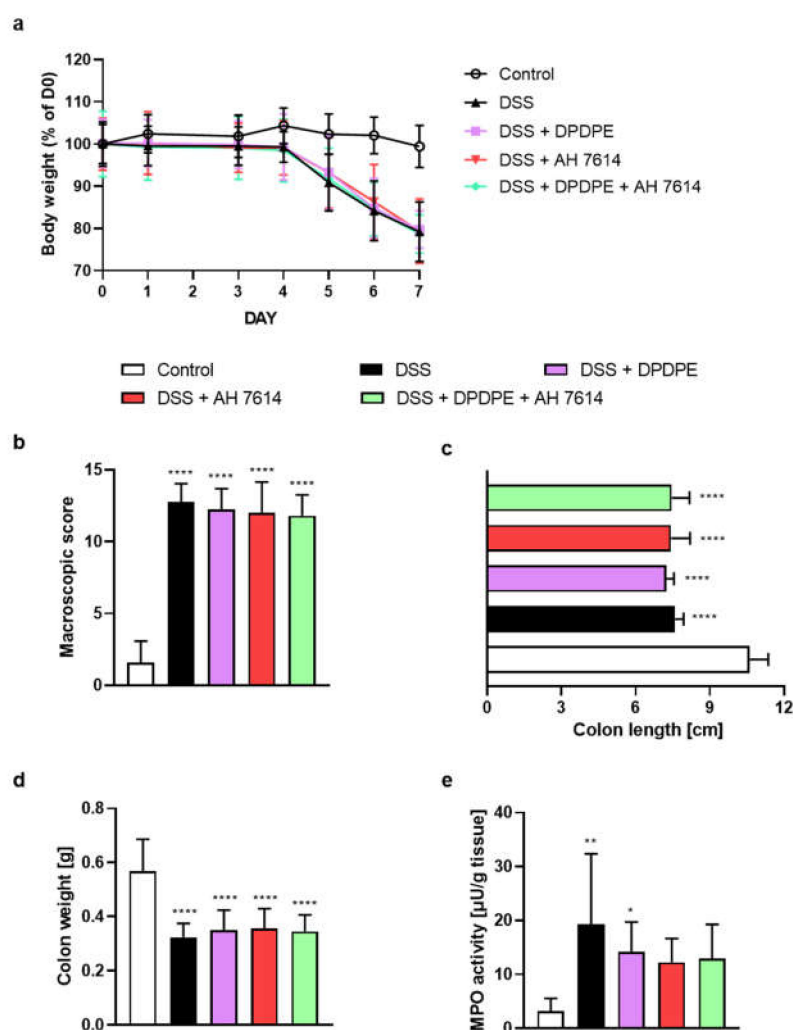 a
120
110
100
90
80
70
Body weight (% of D0)
0 1 2 3 4 5 6 7
DAY
Control
DSS
DSS + DPDPE
DSS + AH 7614
DSS + DPDPE + AH 7614
Control DSS DSS + DPDPE
DSS + AH 7614 DSS + DPDPE + AH 7614
b
15
10
5
0
Macroscopic score
**** **** **** ****
c
****
****
****
****
0 3 6 9 12
Colon length [cm]
d
0.8
0.6
0.4
0.2
0.0
Colon weight [g]
**** **** **** ****
e
40
30
20
10
0
MPO activity [µU/g tissue]
** *